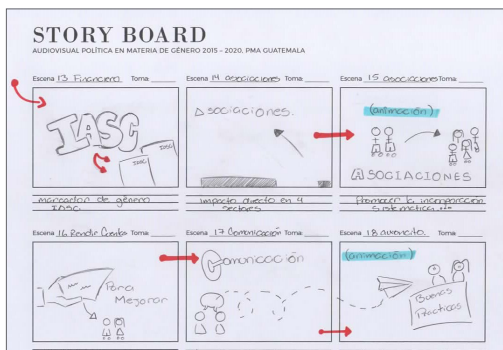 STORY BOARD
AUDIOVISUAL POLÍTICA EN MATERIA DE GÉNERO 2015 – 2020, PMA GUATEMALA
Escena 13 Financiero Toma:
Escena 14 asociaciones Toma:
Escena 15 asociaciones Toma:
IASC
IASC
IASC
Asociaciones.
(animación)
ASOCIACIONES
marcación de género
IASC.
impacto directo en 4
sectores.
Promover la incorporación
sistemática
Escena 16 Rendir Cuentas Toma:
Escena 17 Comunicación Toma:
Escena 18 Toma:
Para
Mejorar
Comunicación
(animación)
Buenas
Prácticas